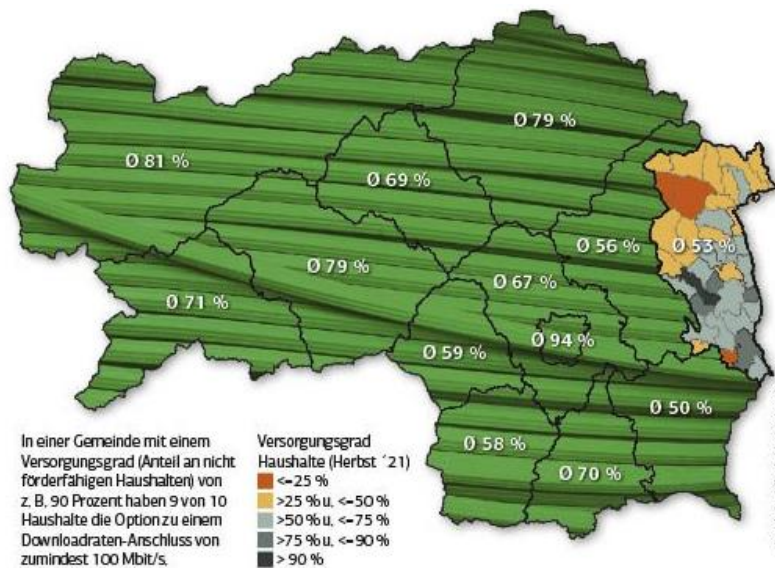 Ø 79 %
Ø 81 %
Ø 69 %
Ø 56 %
Ø 53 %
Ø 79 %
Ø 67 %
Ø 71 %
Ø 94 %
Ø 59 %
Ø 50 %
Ø 58 %
Ø 70 %
In einer Gemeinde mit einem
Versorgungsgrad (Anteil an nicht
förderfähigen Haushalten) von
z. B. 90 Prozent haben 9 von 10
Haushalte die Option zu einem
Downloadraten-Anschluss von
zumindest 100 Mbit/s.
Versorgungsgrad
Haushalte (Herbst ´21)
<=25 %
>25 % u. <=50 %
>50 % u. <=75 %
>75 % u. <=90 %
> 90 %